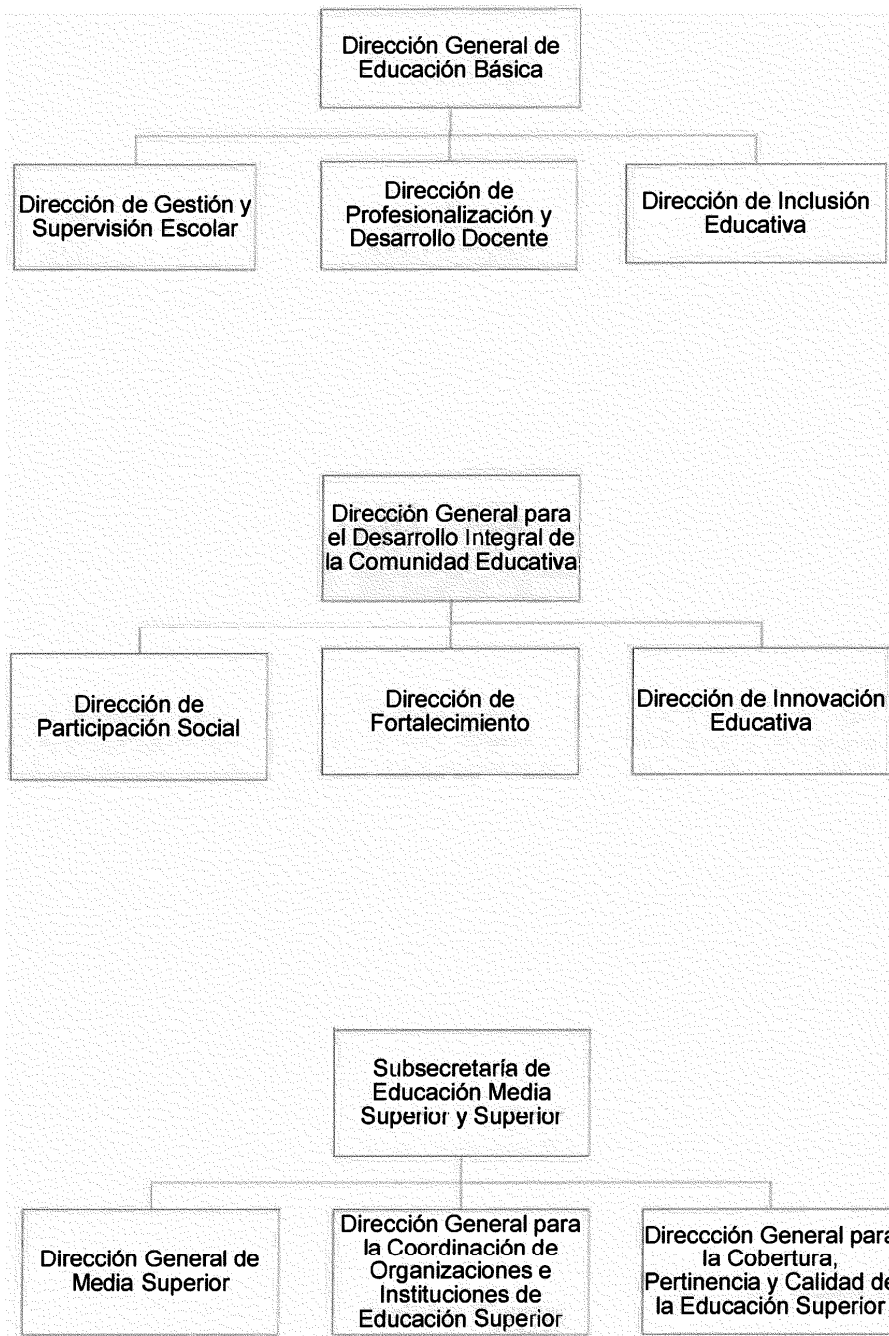 Dirección General de
Educación Básica
Dirección de Gestión y
Supervisión Escolar
Dirección de
Profesionalización y
Desarrollo Docente
Dirección de Inclusión
Educativa
Dirección General para
el Desarrollo Integral de
la Comunidad Educativa
Dirección de
Participación Social
Dirección de
Fortalecimiento
Dirección de Innovación
Educativa
Subsecretaría de
Educación Media
Superior y Superior
Dirección General de
Media Superior
Dirección General para
la Coordinación de
Organizaciones e
Instituciones de
Educación Superior
Direccción General para
la Cobertura,
Pertinencia y Calidad de
la Educación Superior